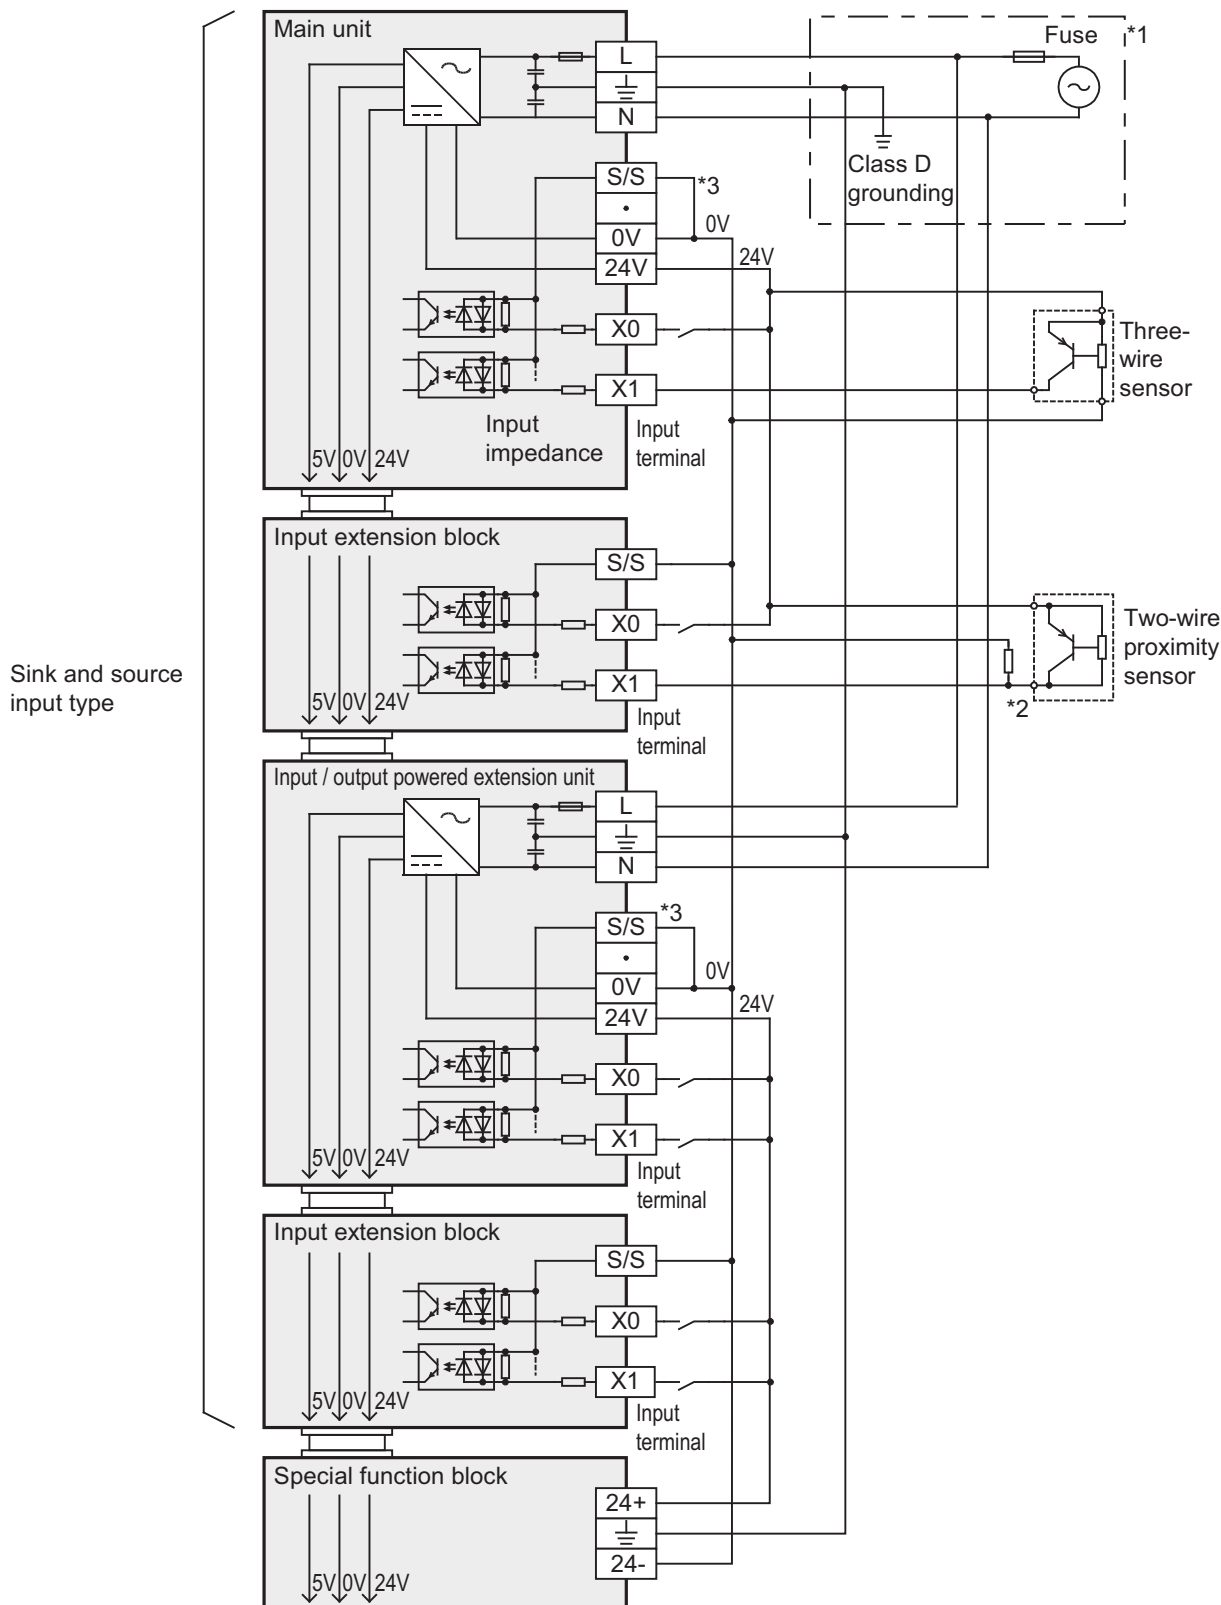 Main unit
L
N
Fuse
*1
Class D
grounding
S/S
*3
•
0V
0V
24V
24V
X0
X1
Three-
wire
sensor
Input
impedance
Input
terminal
5V 0V 24V
Input extension block
S/S
X0
X1
Two-wire
proximity
sensor
*2
Input
terminal
5V 0V 24V
Sink and source
input type
Input / output powered extension unit
L
N
S/S
*3
•
0V
0V
24V
24V
X0
X1
Input
terminal
5V 0V 24V
Input extension block
S/S
X0
X1
Input
terminal
5V 0V 24V
Special function block
24+
24-
5V 0V 24V